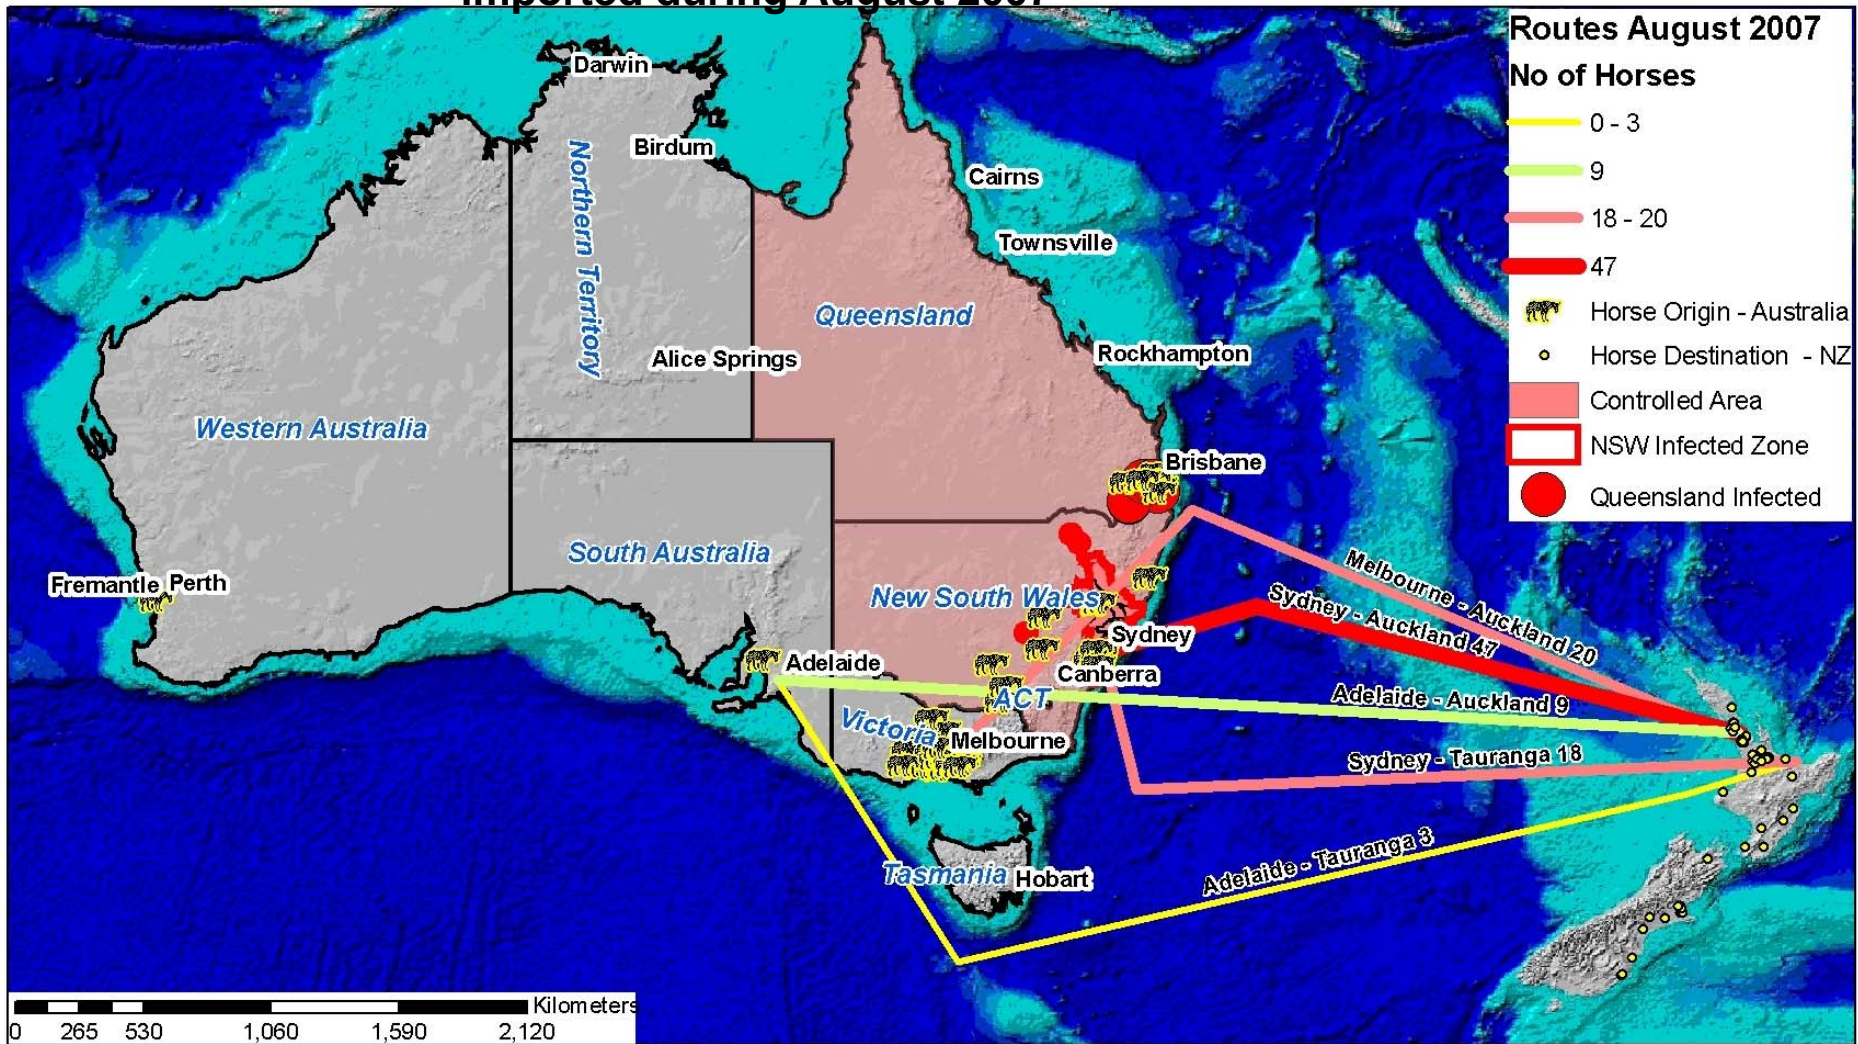 Imported during August 2007
Routes August 2007
No of Horses
0 - 3
9
18 - 20
47
Horse Origin - Australia
Horse Destination - NZ
Controlled Area
NSW Infected Zone
Queensland Infected
Darwin
Birdum
Northern Territory
Cairns
Townsville
Queensland
Alice Springs
Rockhampton
Western Australia
Brisbane
South Australia
Fremantle
Perth
New South Wales
Sydney
Adelaide
Canberra
ACT
Victoria
Melbourne
Tasmania
Hobart
Melbourne - Auckland 20
Sydney - Auckland 47
Adelaide - Auckland 9
Sydney - Tauranga 18
Adelaide - Tauranga 3
Kilometers
0 265 530 1,060 1,590 2,120